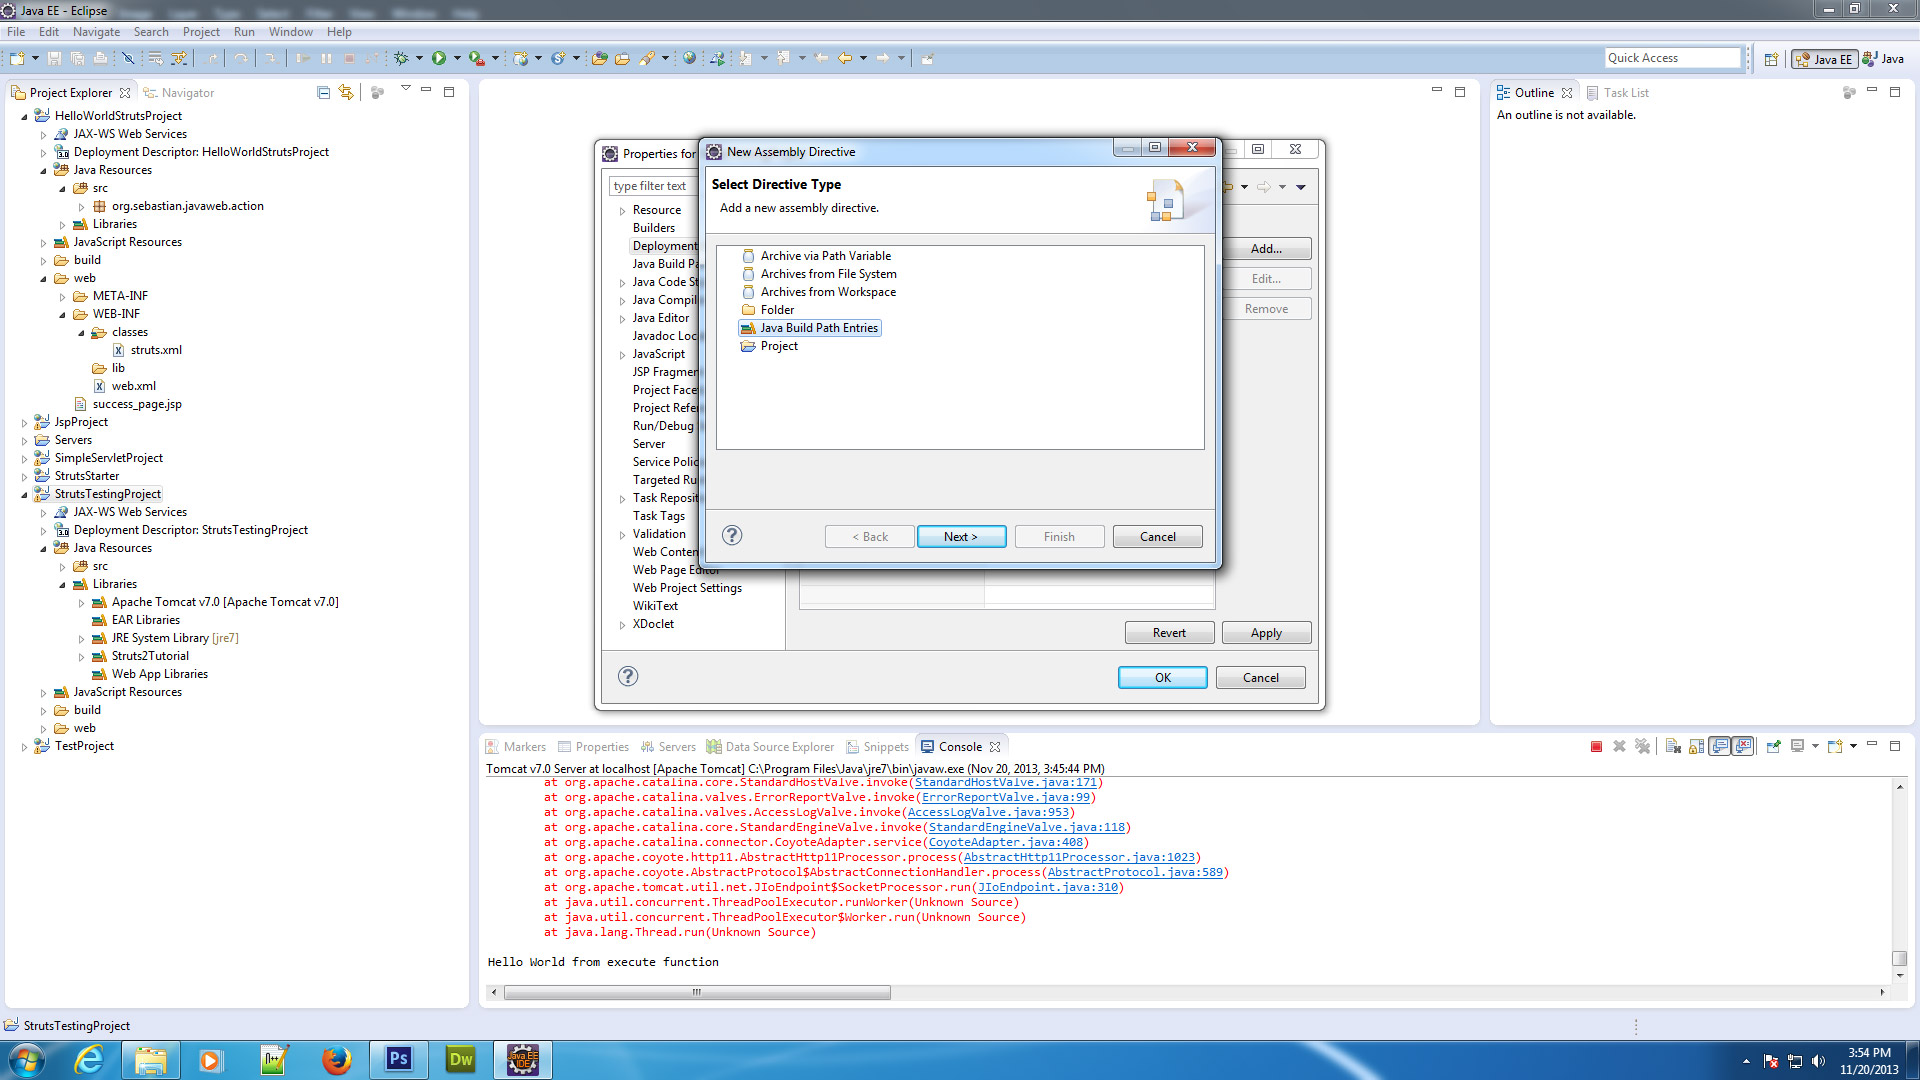 Java EE - Eclipse
File Edit Navigate Search Project Run Window Help
Quick Access
Java EE
Java
Project Explorer
Navigator
HelloWorldStrutsProject
JAX-WS Web Services
Deployment Descriptor: HelloWorldStrutsProject
Java Resources
src
org.sebastian.javaweb.action
Libraries
JavaScript Resources
build
web
META-INF
WEB-INF
classes
struts.xml
lib
web.xml
success_page.jsp
JspProject
Servers
SimpleServletProject
StrutsStarter
StrutsTestingProject
JAX-WS Web Services
Deployment Descriptor: StrutsTestingProject
Java Resources
src
Libraries
Apache Tomcat v7.0 [Apache Tomcat v7.0]
EAR Libraries
JRE System Library [jre7]
Struts2Tutorial
Web App Libraries
JavaScript Resources
build
web
TestProject
Properties for
type filter text
Resource
Builders
Deployment
Java Build Pa
Java Code St
Java Compil
Java Editor
Javadoc Loc
JavaScript
JSP Fragmen
Project Face
Project Refe
Run/Debug
Server
Service Polic
Targeted Ru
Task Reposit
Task Tags
Validation
Web Conten
Web Page Editor
Web Project Settings
WikiText
XDoclet
Add...
Edit...
Remove
Revert
Apply
OK
Cancel
New Assembly Directive
Select Directive Type
Add a new assembly directive.
Archive via Path Variable
Archives from File System
Archives from Workspace
Folder
Java Build Path Entries
Project
< Back
Next >
Finish
Cancel
Outline
Task List
An outline is not available.
Markers
Properties
Servers
Data Source Explorer
Snippets
Console
Tomcat v7.0 Server at localhost [Apache Tomcat] C:\Program Files\Java\jre7\bin\javaw.exe (Nov 20, 2013, 3:45:44 PM)
at org.apache.catalina.core.StandardHostValve.invoke(StandardHostValve.java:171)
at org.apache.catalina.valves.ErrorReportValve.invoke(ErrorReportValve.java:99)
at org.apache.catalina.valves.AccessLogValve.invoke(AccessLogValve.java:953)
at org.apache.catalina.core.StandardEngineValve.invoke(StandardEngineValve.java:118)
at org.apache.catalina.connector.CoyoteAdapter.service(CoyoteAdapter.java:408)
at org.apache.coyote.http11.AbstractHttp11Processor.process(AbstractHttp11Processor.java:1023)
at org.apache.coyote.AbstractProtocol$AbstractConnectionHandler.process(AbstractProtocol.java:589)
at org.apache.tomcat.util.net.JIoEndpoint$SocketProcessor.run(JIoEndpoint.java:310)
at java.util.concurrent.ThreadPoolExecutor.runWorker(Unknown Source)
at java.util.concurrent.ThreadPoolExecutor$Worker.run(Unknown Source)
at java.lang.Thread.run(Unknown Source)
Hello World from execute function
StrutsTestingProject
Ps
Dw
Java EE
IDE
3:54 PM
11/20/2013